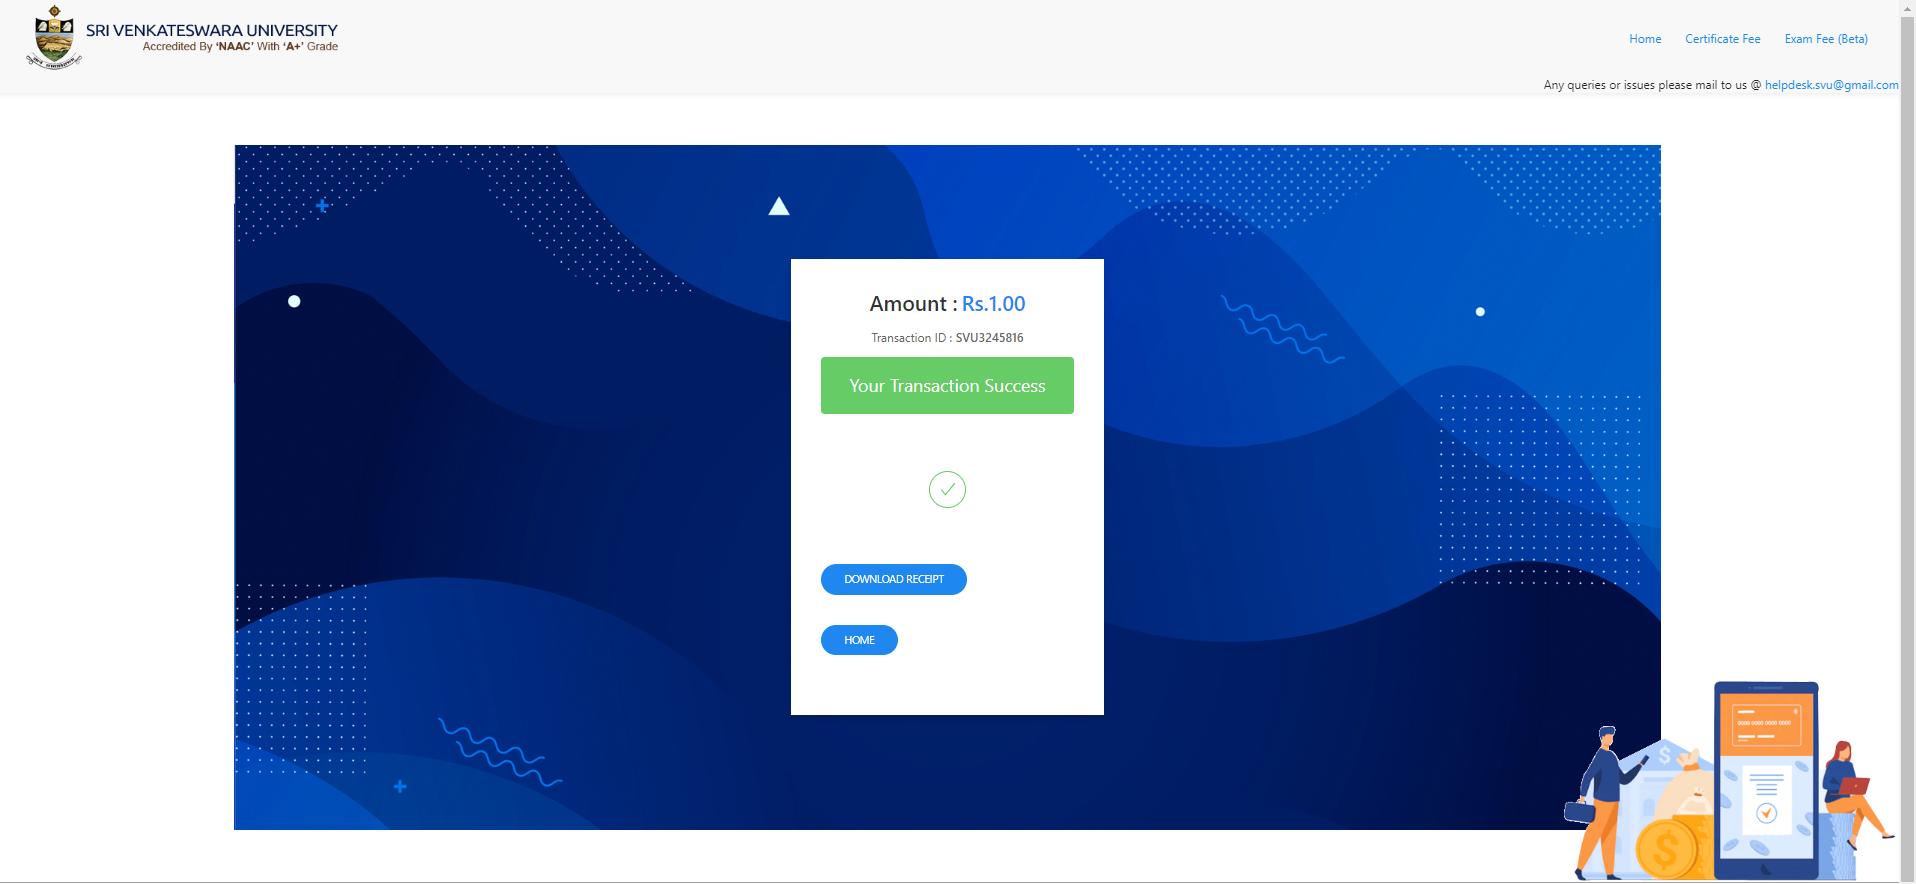 SRI VENKATESWARA UNIVERSITY
Accredited By ‘NAAC’ With ‘A+’ Grade
Home Certificate Fee Exam Fee (Beta)
Any queries or issues please mail to us @ helpdesk.svu@gmail.com
Amount : Rs.1.00
Transaction ID : SVU3245816
Your Transaction Success
DOWNLOAD RECEIPT
HOME
0000 0000 0000 0000